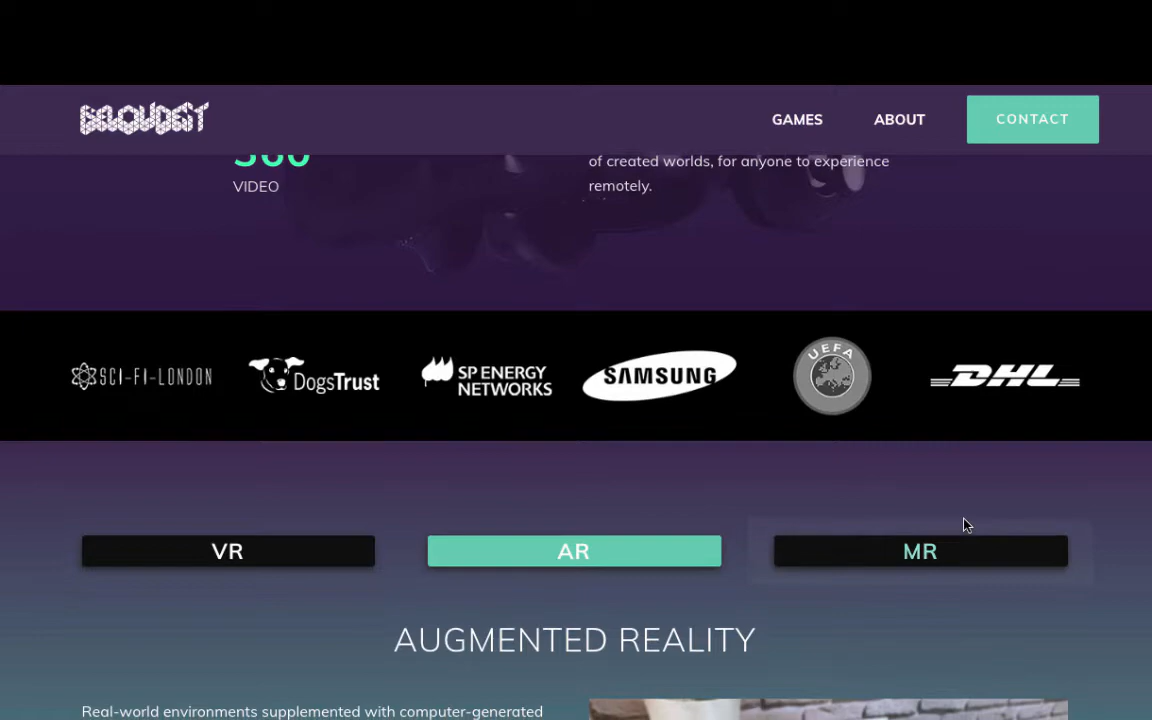 GAMES
ABOUT
CONTACT
VIDEO
of created worlds, for anyone to experience
remotely.
SCI-FI-LONDON
DogsTrust
SP ENERGY
NETWORKS
SAMSUNG
UEFA
DHL
VR
AR
MR
AUGMENTED REALITY
Real-world environments supplemented with computer-generated